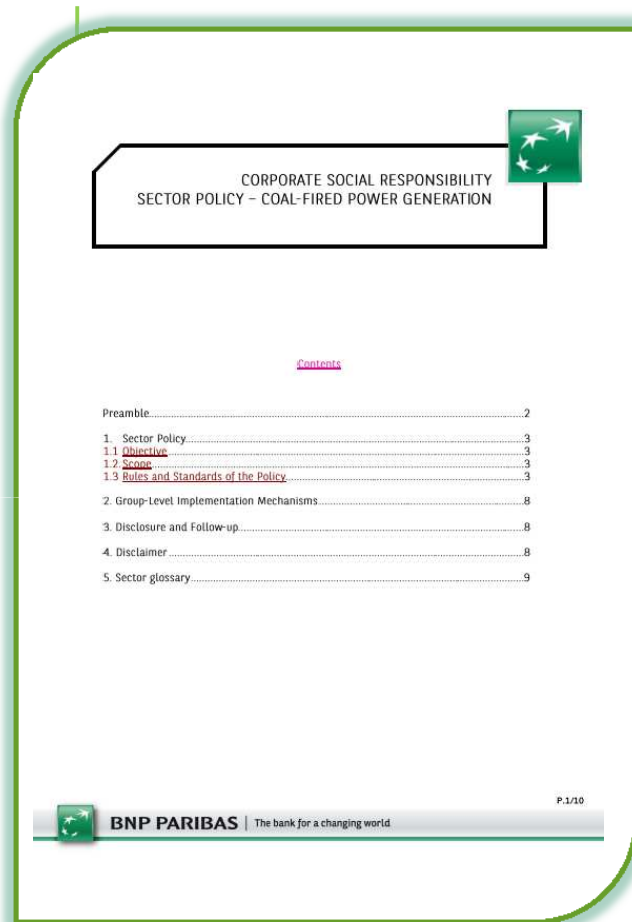 CORPORATE SOCIAL RESPONSIBILITY
SECTOR POLICY – COAL-FIRED POWER GENERATION
Contents
Preamble 2
1. Sector Policy 3
1.1 Objective 3
1.2. Scope 3
1.3 Rules and Standards of the Policy 3
2. Group-Level Implementation Mechanisms 8
3. Disclosure and Follow-up 8
4. Disclaimer 8
5. Sector glossary 9
P.1/10
BNP PARIBAS | The bank for a changing world